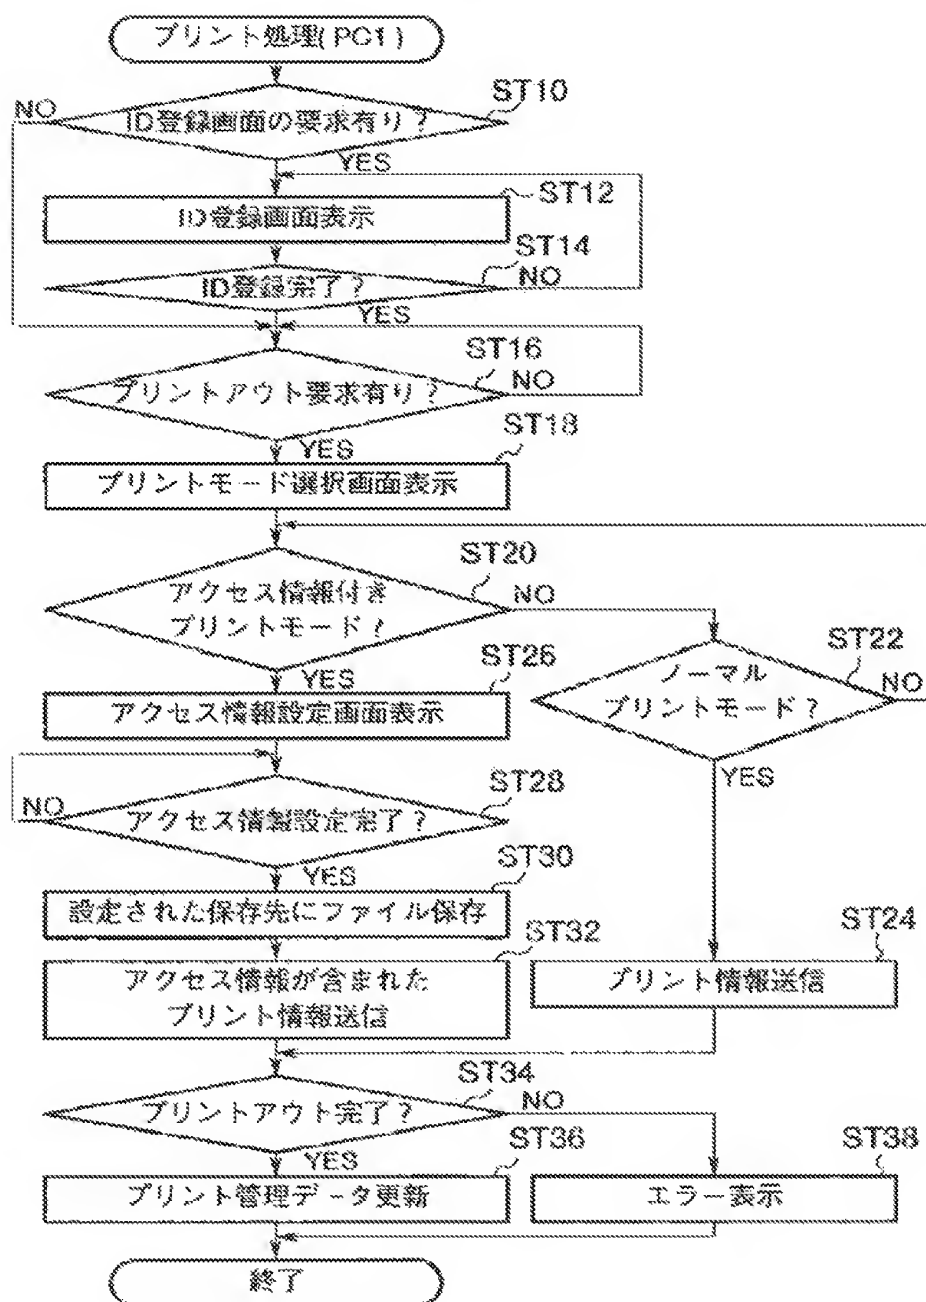 プリント処理(PC1)
ST10
NO
ID登録画面の要求有り?
YES
ST12
ID登録画面表示
ST14
NO
ID登録完了?
YES
ST16
NO
プリントアウト要求有り?
YES
ST18
プリントモード選択画面表示
ST20
NO
アクセス情報付き
プリントモード?
YES
ST22
NO
ノーマル
プリントモード?
YES
ST26
アクセス情報設定画面表示
ST28
NO
アクセス情報設定完了?
YES
ST30
設定された保存先にファイル保存
ST32
アクセス情報が含まれた
プリント情報送信
ST24
プリント情報送信
ST34
NO
プリントアウト完了?
YES
ST36
プリント管理データ更新
ST38
エラー表示
終了